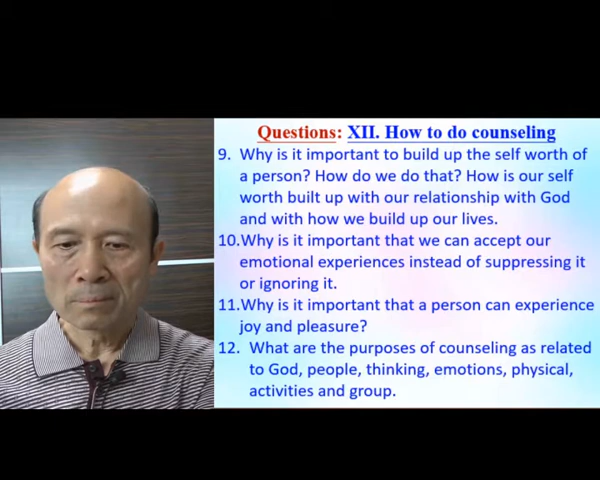 Questions: XII. How to do counseling
9. Why is it important to build up the self worth of
a person? How do we do that? How is our self
worth built up with our relationship with God
and with how we build up our lives.
10.Why is it important that we can accept our
emotional experiences instead of suppressing it
or ignoring it.
11.Why is it important that a person can experience
joy and pleasure?
12. What are the purposes of counseling as related
to God, people, thinking, emotions, physical,
activities and group.